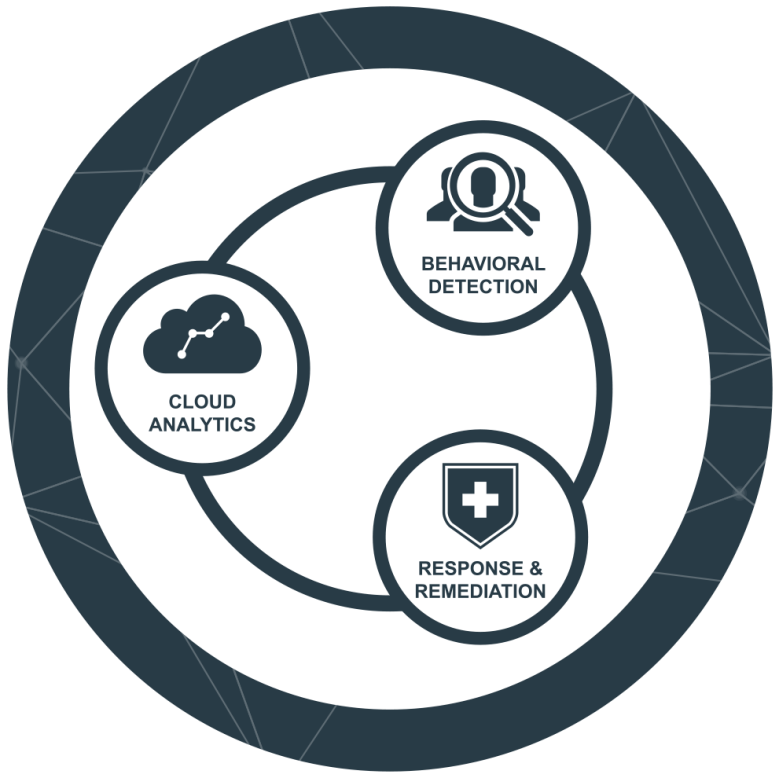 BEHAVIORAL
DETECTION
CLOUD
ANALYTICS
RESPONSE &
REMEDIATION